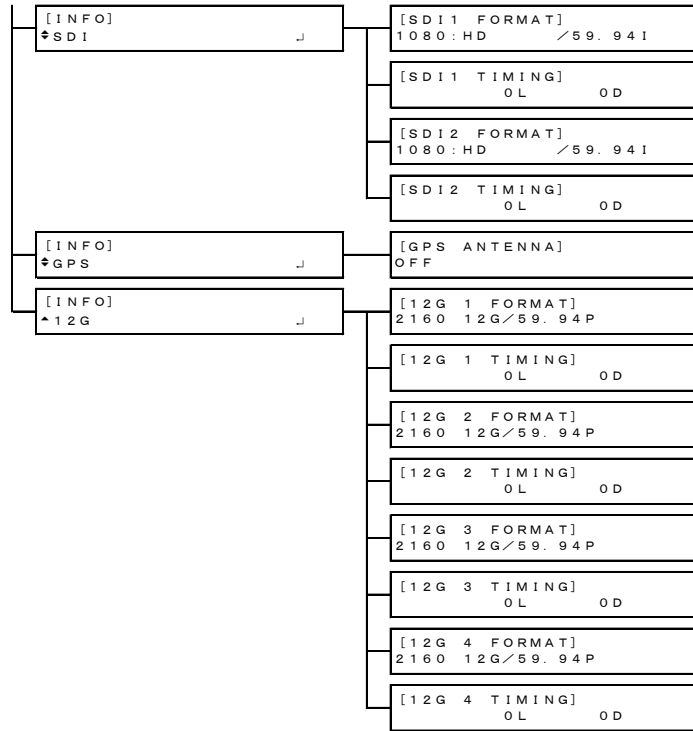 [INFO]
♦SDI ↵
[SDI1 FORMAT]
1080:HD /59.94I
[SDI1 TIMING]
0L 0D
[SDI2 FORMAT]
1080:HD /59.94I
[SDI2 TIMING]
0L 0D
[INFO]
♦GPS ↵
[GPS ANTENNA]
OFF
[INFO]
▲12G ↵
[12G 1 FORMAT]
2160 12G/59.94P
[12G 1 TIMING]
0L 0D
[12G 2 FORMAT]
2160 12G/59.94P
[12G 2 TIMING]
0L 0D
[12G 3 FORMAT]
2160 12G/59.94P
[12G 3 TIMING]
0L 0D
[12G 4 FORMAT]
2160 12G/59.94P
[12G 4 TIMING]
0L 0D